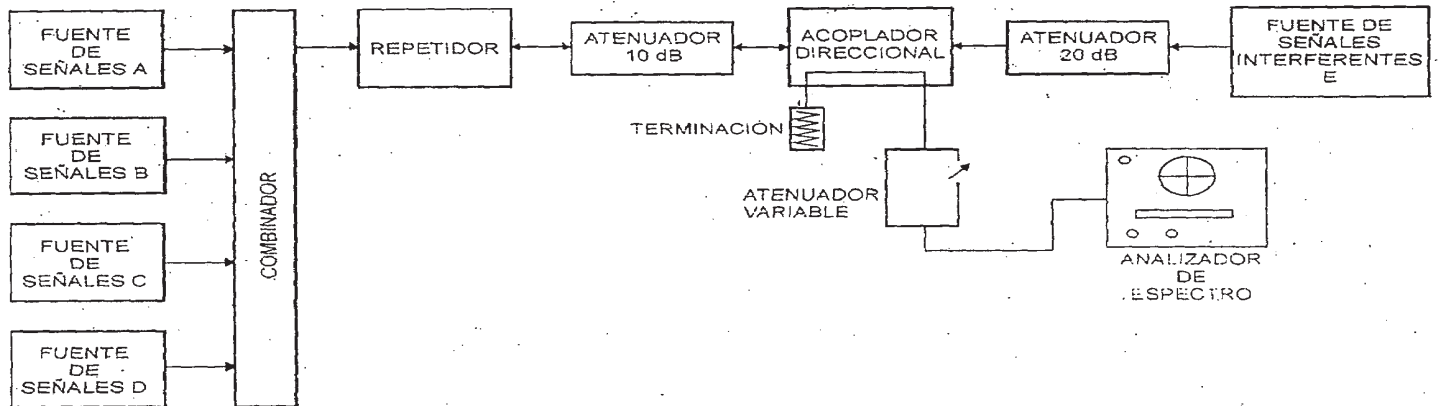 FUENTE
DE
SEÑALES A
FUENTE
DE
SEÑALES B
FUENTE
DE
SEÑALES C
FUENTE
DE
SEÑALES D
COMBINADOR
REPETIDOR
ATENUADOR
10 dB
ACOPLADOR
DIRECCIONAL
ATENUADOR
20 dB
FUENTE DE
SEÑALES
INTERFERENTES
E
TERMINACIÓN
ATENUADOR
VARIABLE
ANALIZADOR
DE
ESPECTRO